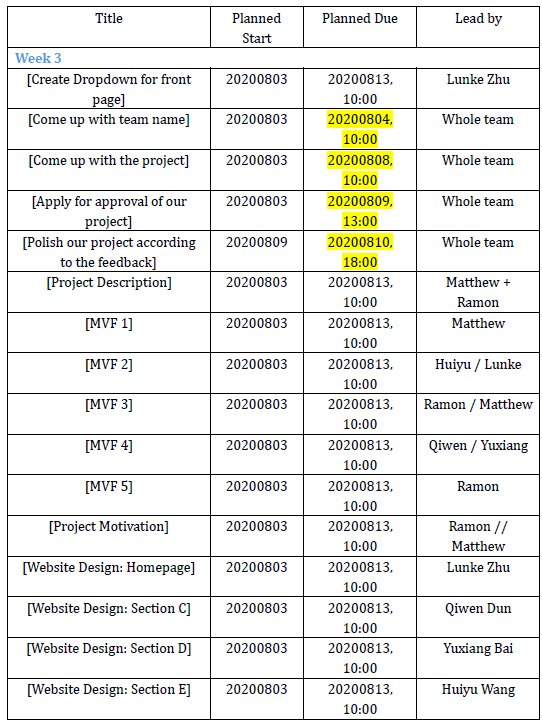 Title Planned Start Planned Due Lead by
Week 3
[Create Dropdown for front page] 20200803 20200813, 10:00 Lunke Zhu
[Come up with team name] 20200803 20200804, 10:00 Whole team
[Come up with the project] 20200803 20200808, 10:00 Whole team
[Apply for approval of our project] 20200803 20200809, 13:00 Whole team
[Polish our project according to the feedback] 20200809 20200810, 18:00 Whole team
[Project Description] 20200803 20200813, 10:00 Matthew + Ramon
[MVF 1] 20200803 20200813, 10:00 Matthew
[MVF 2] 20200803 20200813, 10:00 Huiyu / Lunke
[MVF 3] 20200803 20200813, 10:00 Ramon / Matthew
[MVF 4] 20200803 20200813, 10:00 Qiwen / Yuxiang
[MVF 5] 20200803 20200813, 10:00 Ramon
[Project Motivation] 20200803 20200813, 10:00 Ramon // Matthew
[Website Design: Homepage] 20200803 20200813, 10:00 Lunke Zhu
[Website Design: Section C] 20200803 20200813, 10:00 Qiwen Dun
[Website Design: Section D] 20200803 20200813, 10:00 Yuxiang Bai
[Website Design: Section E] 20200803 20200813, 10:00 Huiyu Wang